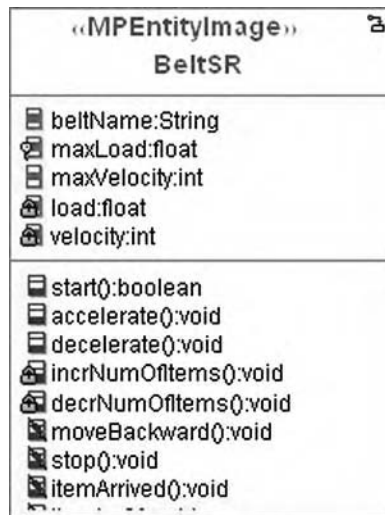 «MPEntityImage»
BeltSR
beltName:String
maxLoad:float
maxVelocity:int
load:float
velocity:int
start():boolean
accelerate():void
decelerate():void
incrNumOfItems():void
decrNumOfItems():void
moveBackward():void
stop():void
itemArrived():void